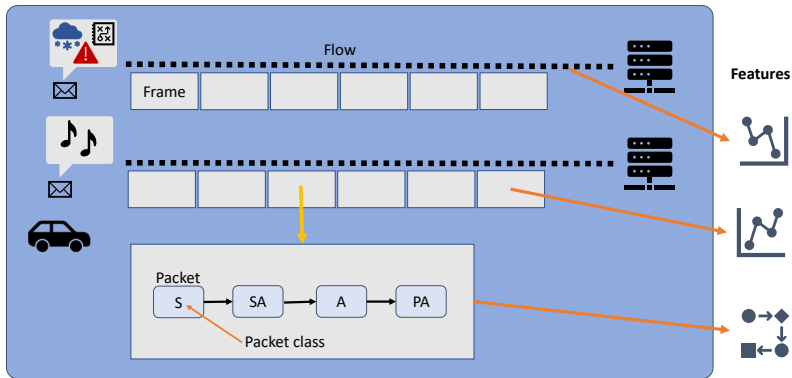 Flow
Features
Frame
Packet
S
SA
A
PA
Packet class